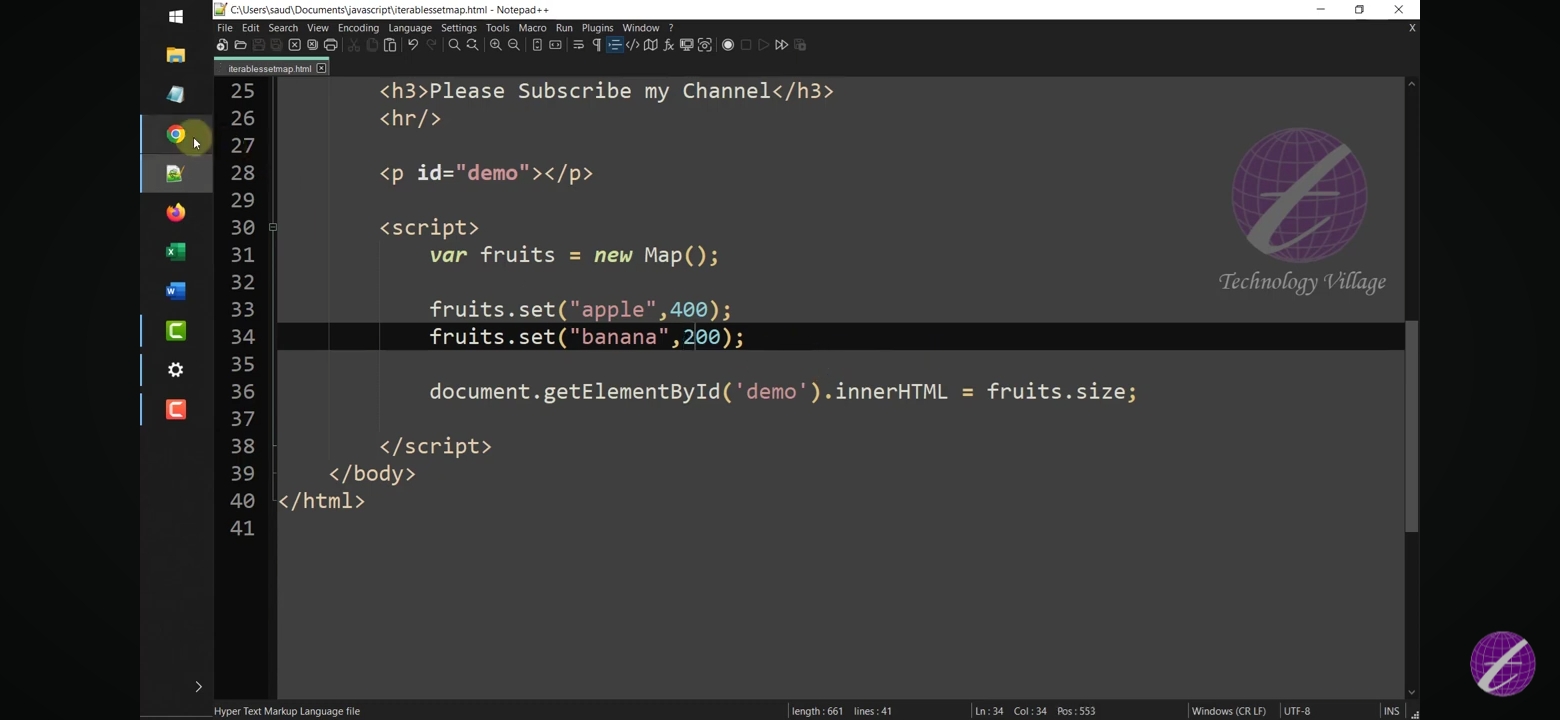 C:\Users\saud\Documents\javascript\iterablessetmap.html - Notepad++
File Edit Search View Encoding Language Settings Tools Macro Run Plugins Window ? X
iterablessetmap.html
25 <h3>Please Subscribe my Channel</h3>
26 <hr/>
27
28 <p id="demo"></p>
29
30 <script>
31 var fruits = new Map();
32
33 fruits.set("apple",400);
34 fruits.set("banana",200);
35
36 document.getElementById('demo').innerHTML = fruits.size;
37
38 </script>
39 </body>
40 </html>
41
Technology Village
Hyper Text Markup Language file length : 661 lines : 41 Ln : 34 Col : 34 Pos : 553 Windows (CR LF) UTF-8 INS